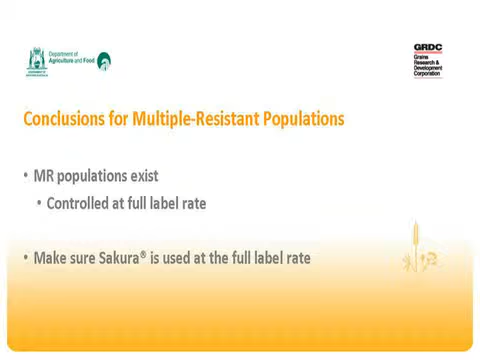 Department of
Agriculture and Food
GRDC
Grains
Research &
Development
Corporation
Conclusions for Multiple-Resistant Populations
• MR populations exist
• Controlled at full label rate
• Make sure Sakura® is used at the full label rate